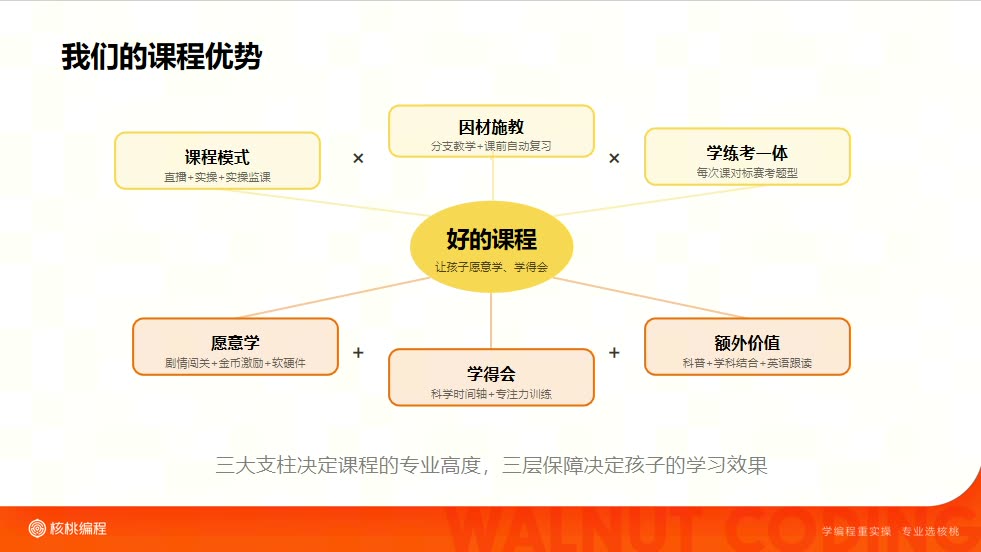 我们的课程优势
因材施教
分支教学+课前自动复习
课程模式
直播+实操+实操监课
×
×
学练考一体
每次课对标赛考题型
好的课程
让孩子愿意学、学得会
愿意学
剧情闯关+金币激励+软硬件
+
学得会
科学时间轴+专注力训练
+
额外价值
科普+学科结合+英语跟读
三大支柱决定课程的专业高度，三层保障决定孩子的学习效果
核桃编程
WALNUT CODING
学编程重实操 专业选核桃